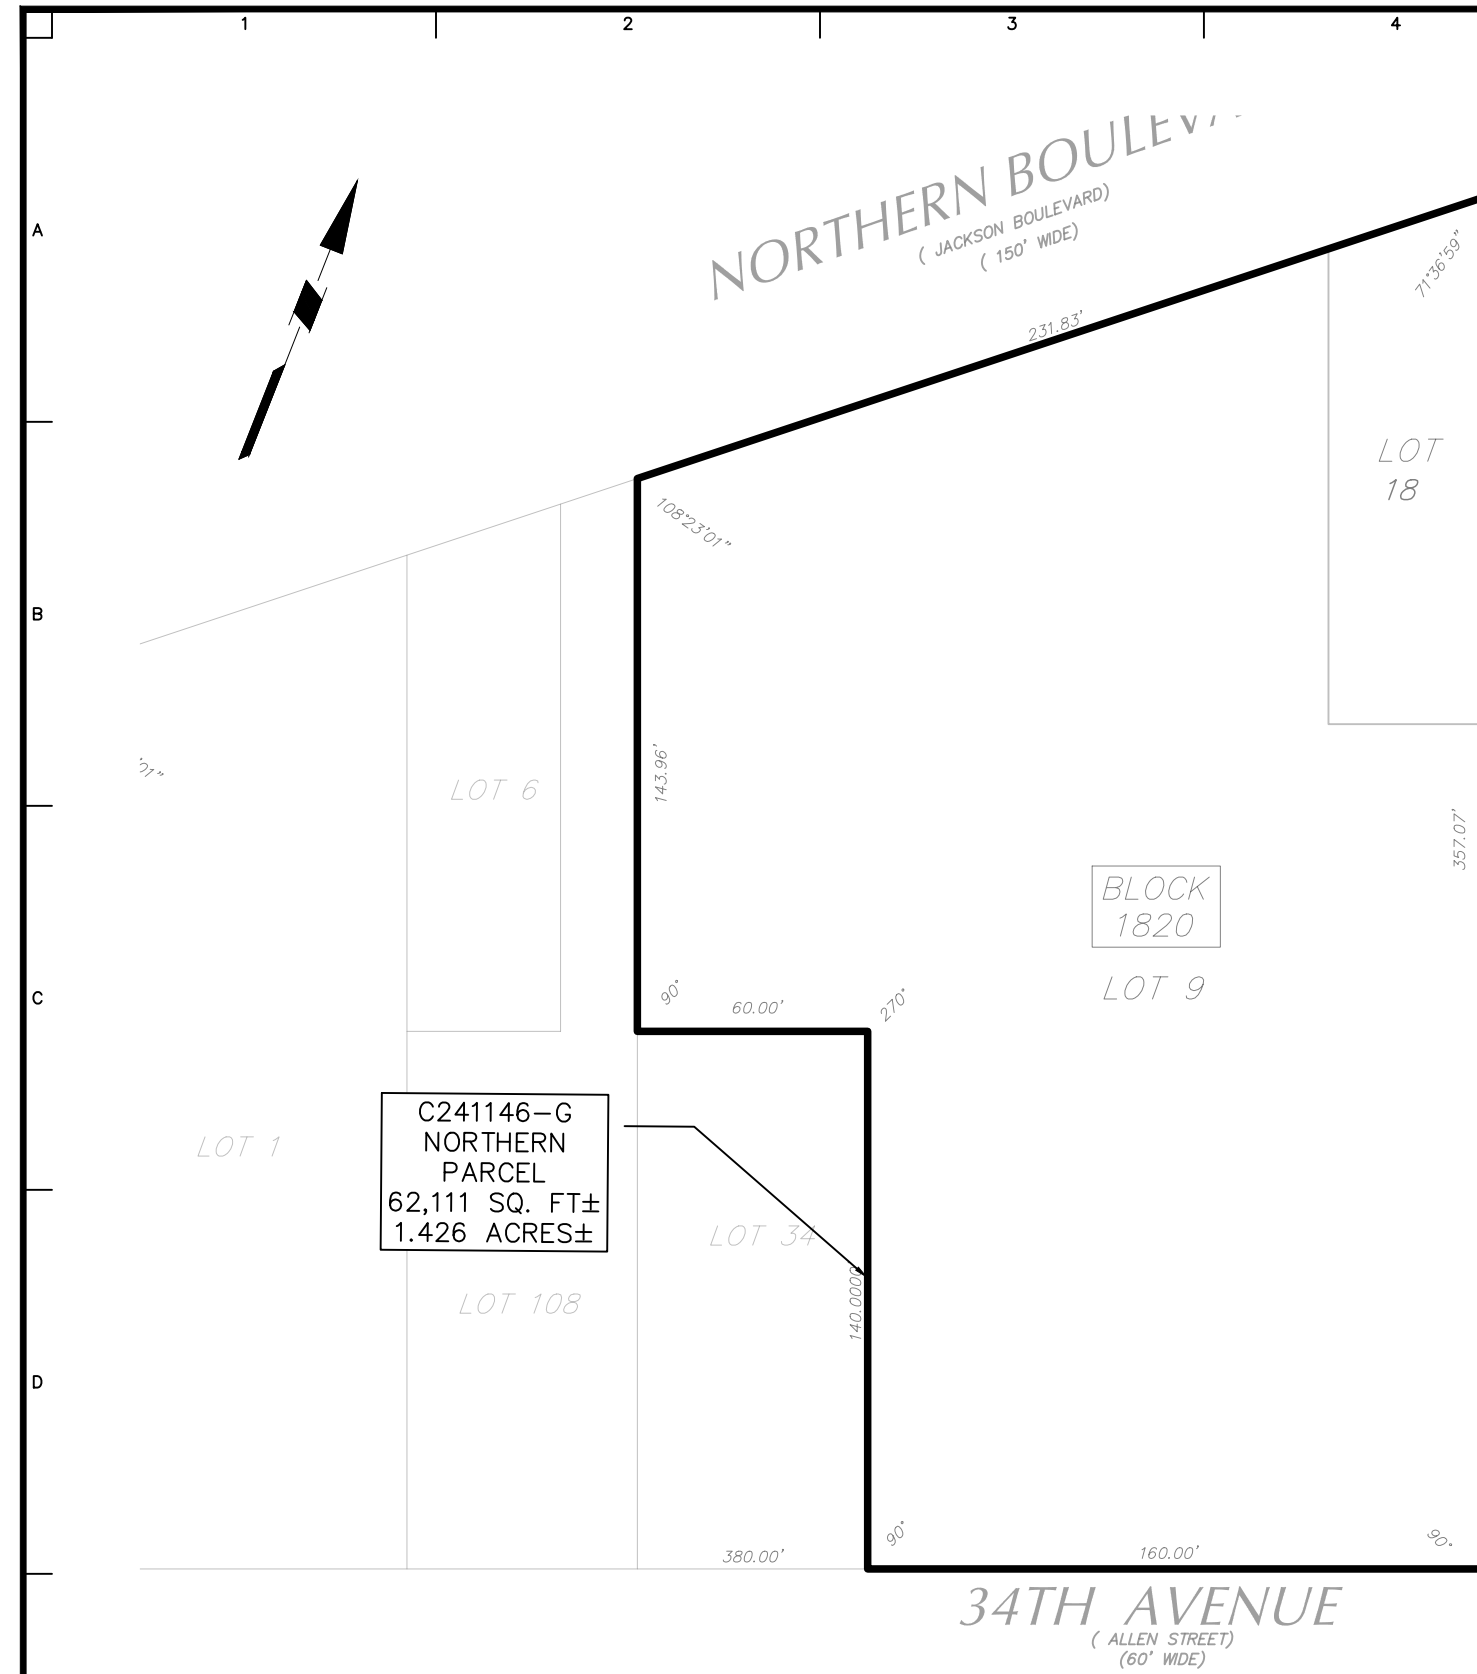 1
2
3
4
A
B
C
D
NORTHERN
( JACKSON BOULEVARD)
( 150' WIDE)
231.83'
71°36'59"
LOT
18
108°23'01"
143.96'
LOT 6
357.07'
BLOCK
1820
LOT 9
90°
60.00'
270°
C241146-G
NORTHERN
PARCEL
62,111 SQ. FT±
1.426 ACRES±
LOT 1
LOT 34
140.0000'
LOT 108
90°
90°
380.00'
160.00'
34TH AVENUE
( ALLEN STREET)
(60' WIDE)